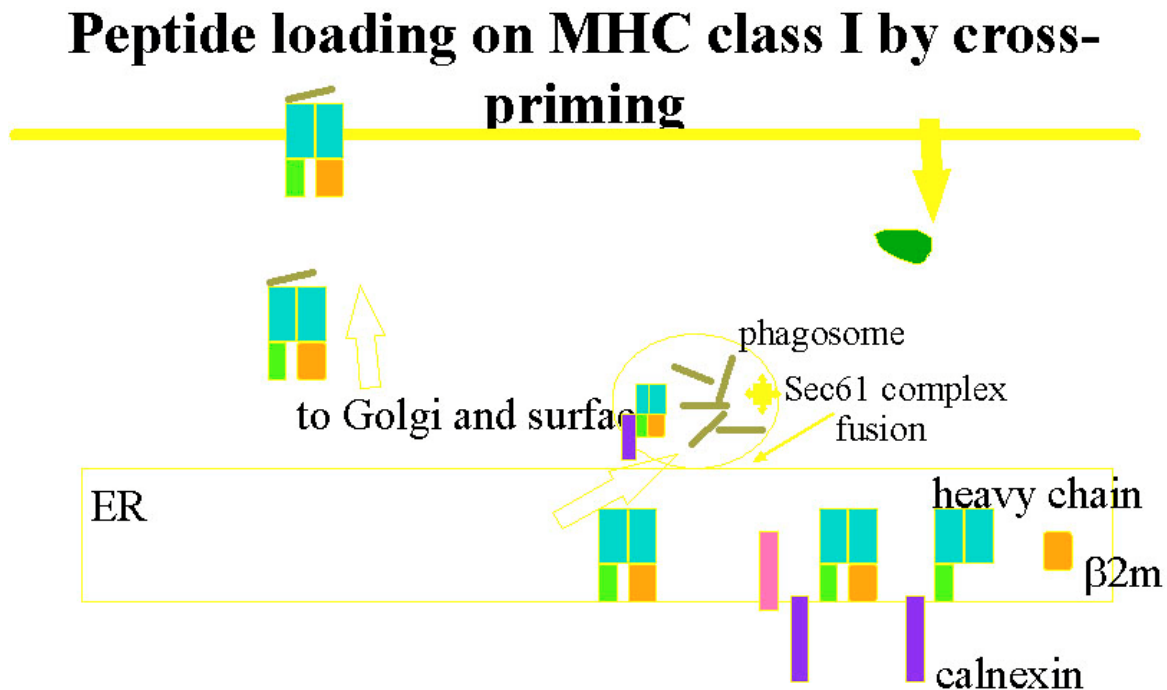 Peptide loading on MHC class I by cross-
priming
phagosome
Sec61 complex
fusion
to Golgi and surfac
ER
heavy chain
β2m
calnexin